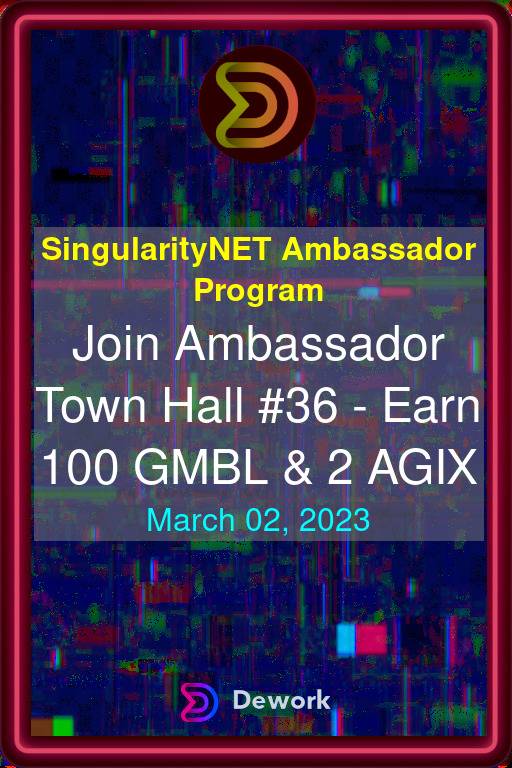 SingularityNET Ambassador
Program
Join Ambassador
Town Hall #36 - Earn
100 GMBL & 2 AGIX
March 02, 2023
Dework